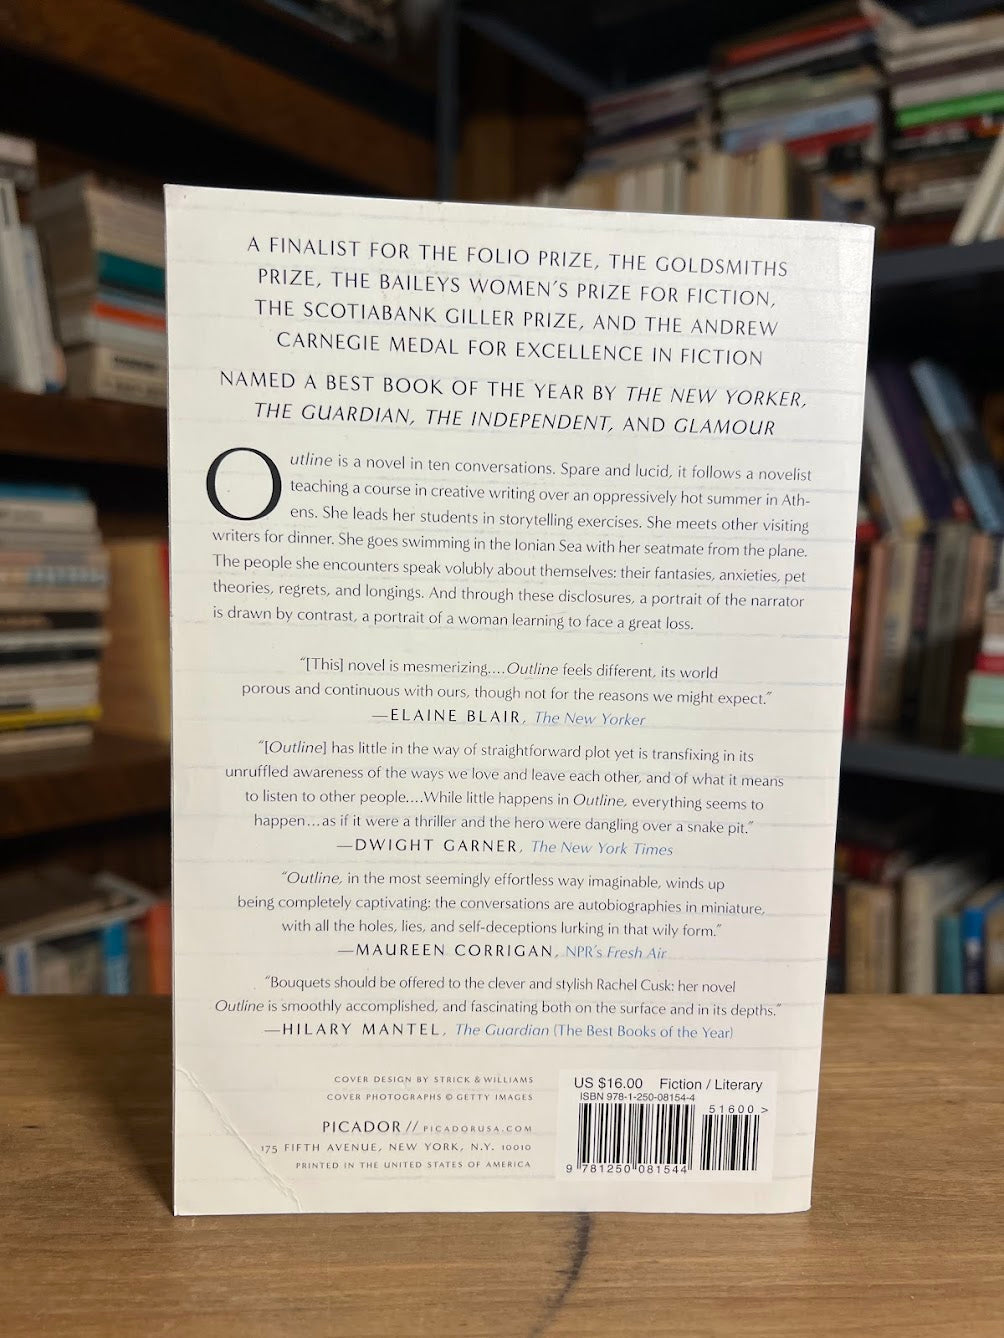 A FINALIST FOR THE FOLIO PRIZE, THE GOLDSMITHS
PRIZE, THE BAILEYS WOMEN'S PRIZE FOR FICTION,
THE SCOTIABANK GILLER PRIZE, AND THE ANDREW
CARNEGIE MEDAL FOR EXCELLENCE IN FICTION
NAMED A BEST BOOK OF THE YEAR BY THE NEW YORKER,
THE GUARDIAN, THE INDEPENDENT, AND GLAMOUR
Outline is a novel in ten conversations. Spare and lucid, it follows a novelist
teaching a course in creative writing over an oppressively hot summer in Ath-
ens. She leads her students in storytelling exercises. She meets other visiting
writers for dinner. She goes swimming in the Ionian Sea with her seatmate from the plane.
The people she encounters speak volubly about themselves: their fantasies, anxieties, pet
theories, regrets, and longings. And through these disclosures, a portrait of the narrator
is drawn by contrast, a portrait of a woman learning to face a great loss.
"[This] novel is mesmerizing....Outline feels different, its world
porous and continuous with ours, though not for the reasons we might expect."
—ELAINE BLAIR, The New Yorker
"[Outline] has little in the way of straightforward plot yet is transfixing in its
unruffled awareness of the ways we love and leave each other, and of what it means
to listen to other people....While little happens in Outline, everything seems to
happen...as if it were a thriller and the hero were dangling over a snake pit."
—DWIGHT GARNER, The New York Times
"Outline, in the most seemingly effortless way imaginable, winds up
being completely captivating: the conversations are autobiographies in miniature,
with all the holes, lies, and self-deceptions lurking in that wily form."
—MAUREEN CORRIGAN, NPR's Fresh Air
"Bouquets should be offered to the clever and stylish Rachel Cusk: her novel
Outline is smoothly accomplished, and fascinating both on the surface and in its depths."
—HILARY MANTEL, The Guardian (The Best Books of the Year)
COVER DESIGN BY STRICK & WILLIAMS
COVER PHOTOGRAPHS © GETTY IMAGES
PICADOR // PICADORUSA.COM
175 FIFTH AVENUE, NEW YORK, N.Y. 10010
PRINTED IN THE UNITED STATES OF AMERICA
US $16.00 Fiction / Literary
ISBN 978-1-250-08154-4
51600 >
9 781250 081544